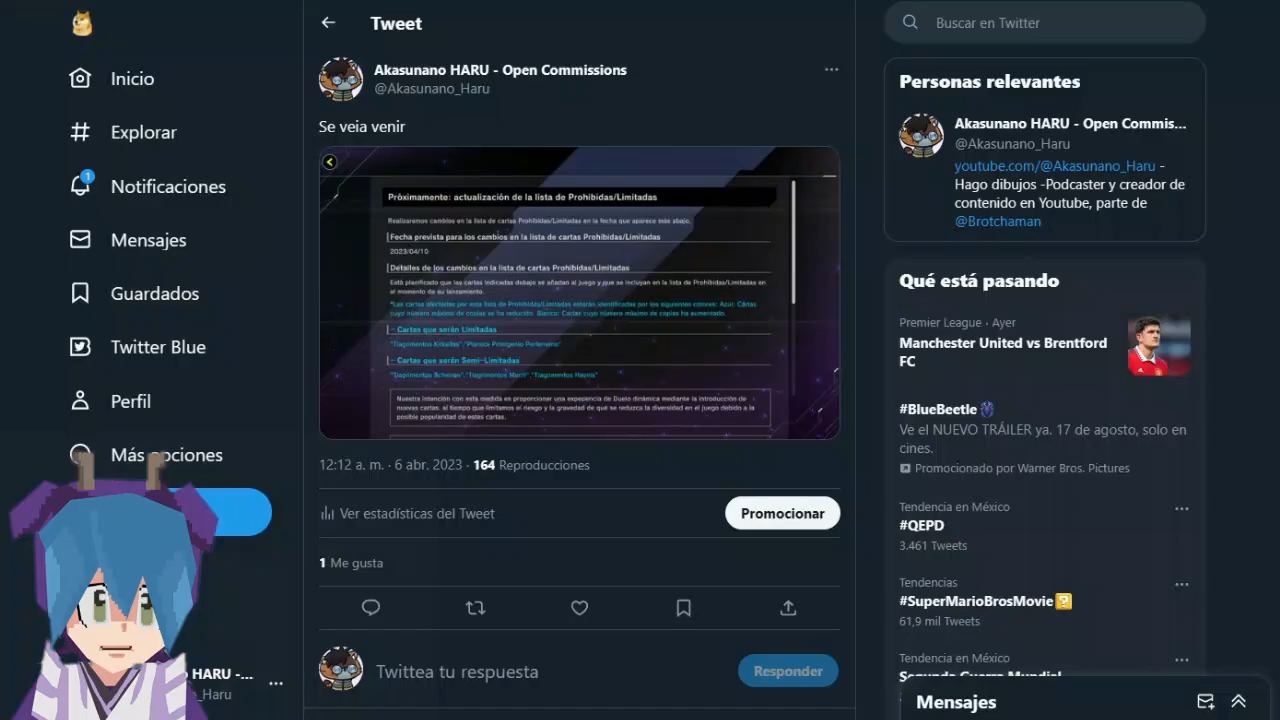 Inicio
Explorar
1
Notificaciones
Mensajes
Guardados
Twitter Blue
Perfil
Más opciones
HARU -...
_Haru
Tweet
Akasunano HARU - Open Commissions
@Akasunano_Haru
Se veia venir
Próximamente: actualización de la lista de Prohibidas/Limitadas
Realizaremos cambios en la lista de cartas Prohibidas/Limitadas en la fecha que aparece más abajo.
Fecha prevista para los cambios en la lista de cartas Prohibidas/Limitadas
2023/04/10
Detalles de los cambios en la lista de cartas Prohibidas/Limitadas
Está planificado que las cartas indicadas debajo se añadan al juego y que se incluyan en la lista de Prohibidas/Limitadas en
el momento de su lanzamiento.
*Las cartas afectadas por esta lista de Prohibidas/Limitadas estarán identificadas por los siguientes colores: Azul: Cartas
cuyo número máximo de copias se ha reducido. Blanco: Cartas cuyo número máximo de copias ha aumentado.
- Cartas que serán Limitadas
- Cartas que serán Semi-Limitadas
Nuestra intención con esta medida es proporcionar una experiencia de Duelo dinámica mediante la introducción de
nuevas cartas, al tiempo que limitamos el riesgo y la gravedad de que se reduzca la diversidad en el juego debido a la
posible popularidad de estas cartas.
12:12 a. m. · 6 abr. 2023 · 164 Reproducciones
Ver estadísticas del Tweet
Promocionar
1 Me gusta
Twittea tu respuesta
Responder
Buscar en Twitter
Personas relevantes
Akasunano HARU - Open Commis...
@Akasunano_Haru
youtube.com/@Akasunano_Haru -
Hago dibujos -Podcaster y creador de
contenido en Youtube, parte de
@Brotchaman
Qué está pasando
Premier League · Ayer
Manchester United vs Brentford
FC
#BlueBeetle
Ve el NUEVO TRÁILER ya. 17 de agosto, solo en
cines.
Promocionado por Warner Bros. Pictures
Tendencia en México
#QEPD
3.461 Tweets
Tendencias
#SuperMarioBrosMovie
61,9 mil Tweets
Tendencia en México
Segunda Guerra Mundial
Mensajes